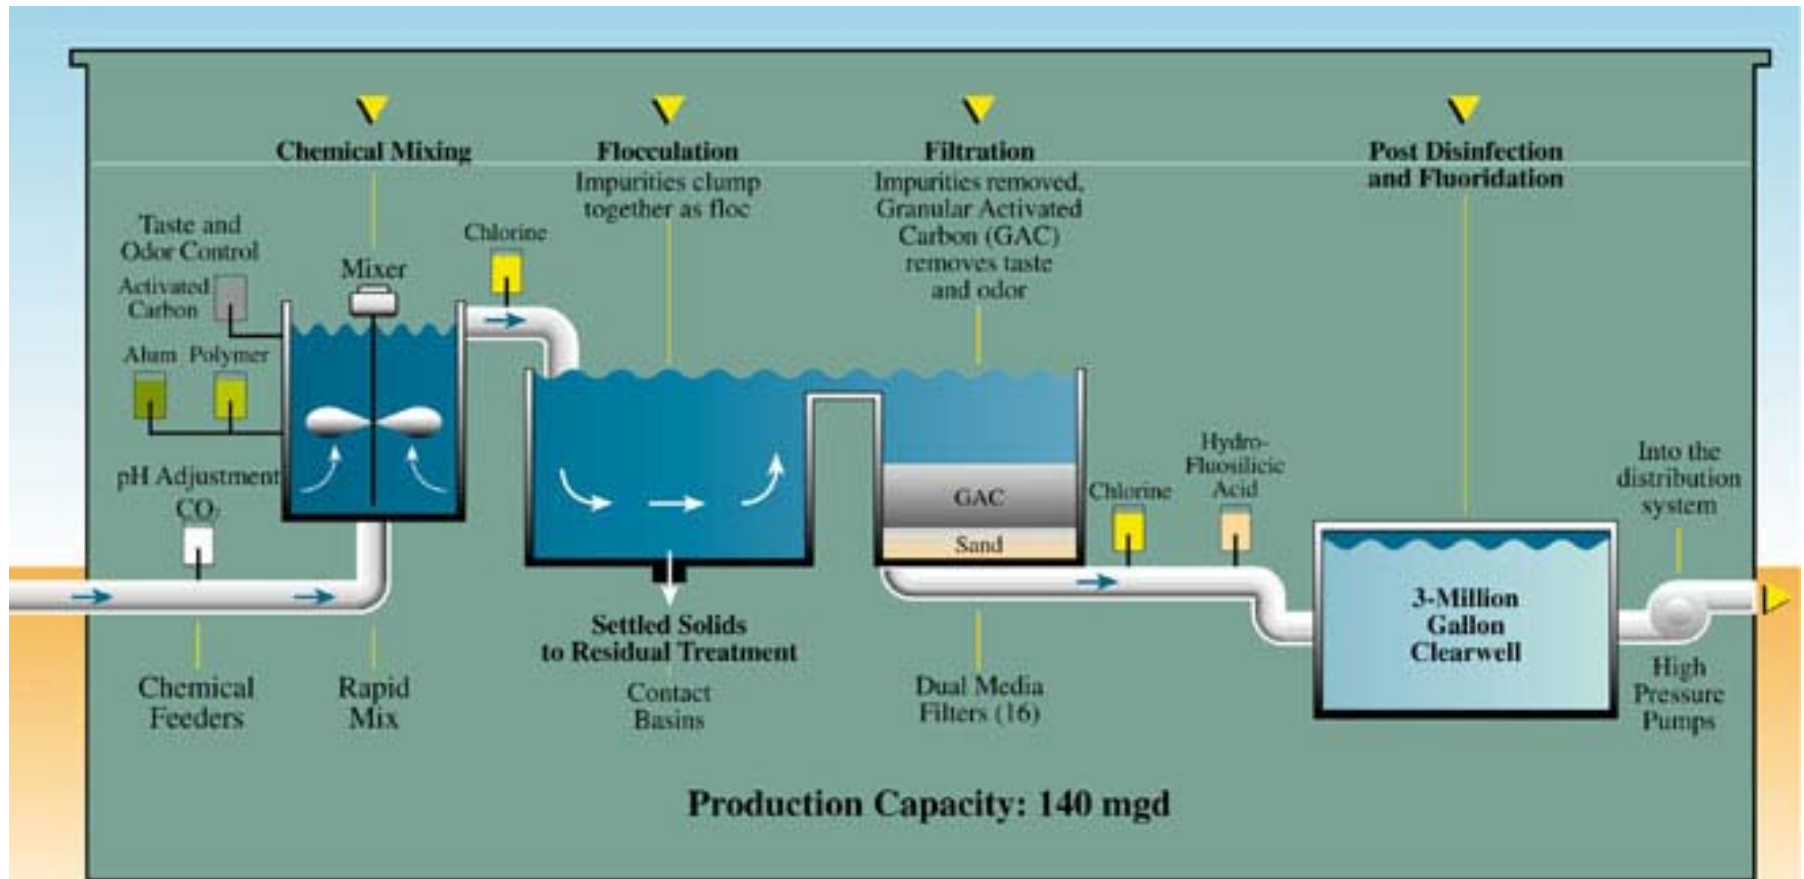 Chemical Mixing
Flocculation
Impurities clump
together as floc
Filtration
Impurities removed,
Granular Activated
Carbon (GAC)
removes taste
and odor
Post Disinfection
and Fluoridation
Taste and
Odor Control
Activated
Carbon
Mixer
Chlorine
Alum Polymer
pH Adjustment
CO₂
GAC
Sand
Chlorine
Hydro-
Fluosilicic
Acid
Into the
distribution
system
3-Million
Gallon
Clearwell
Settled Solids
to Residual Treatment
Chemical
Feeders
Rapid
Mix
Contact
Basins
Dual Media
Filters (16)
High
Pressure
Pumps
Production Capacity: 140 mgd